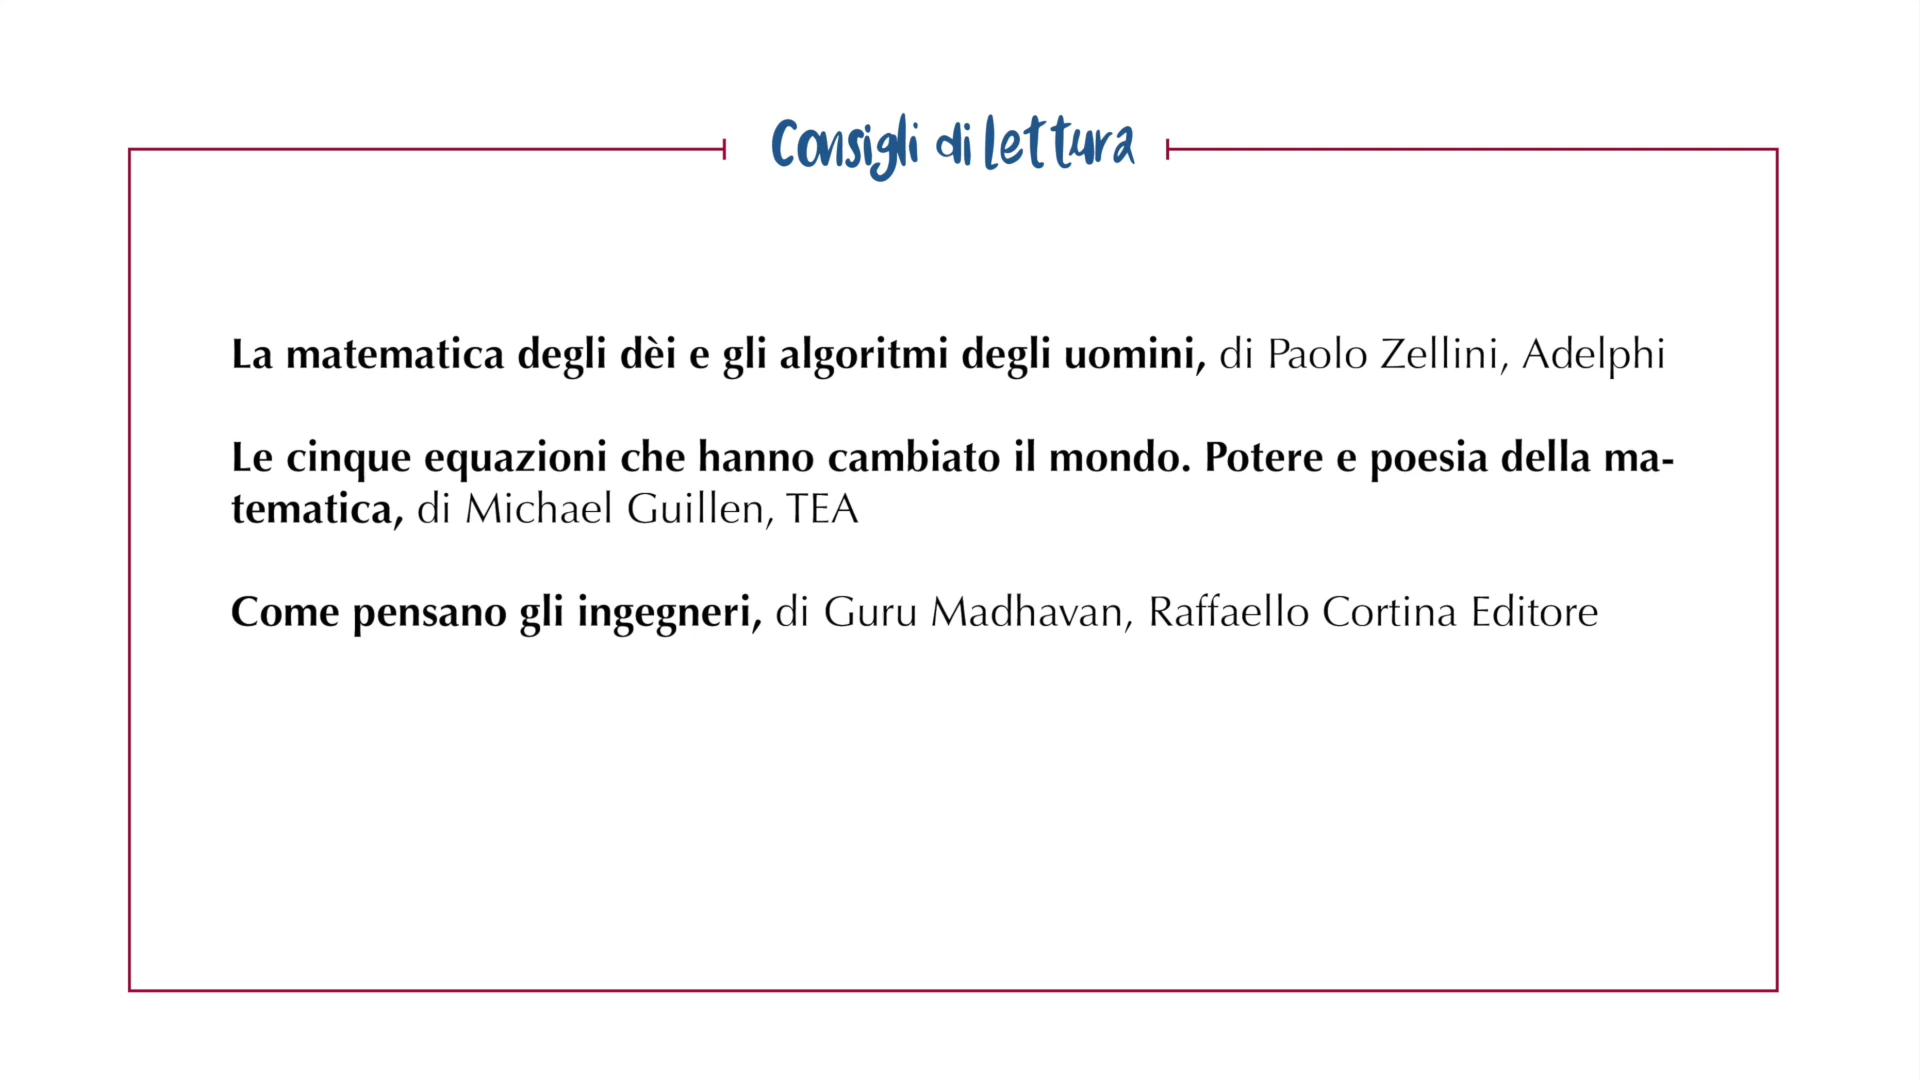 Consigli di lettura
La matematica degli dèi e gli algoritmi degli uomini, di Paolo Zellini, Adelphi
Le cinque equazioni che hanno cambiato il mondo. Potere e poesia della ma-
tematica, di Michael Guillen, TEA
Come pensano gli ingegneri, di Guru Madhavan, Raffaello Cortina Editore